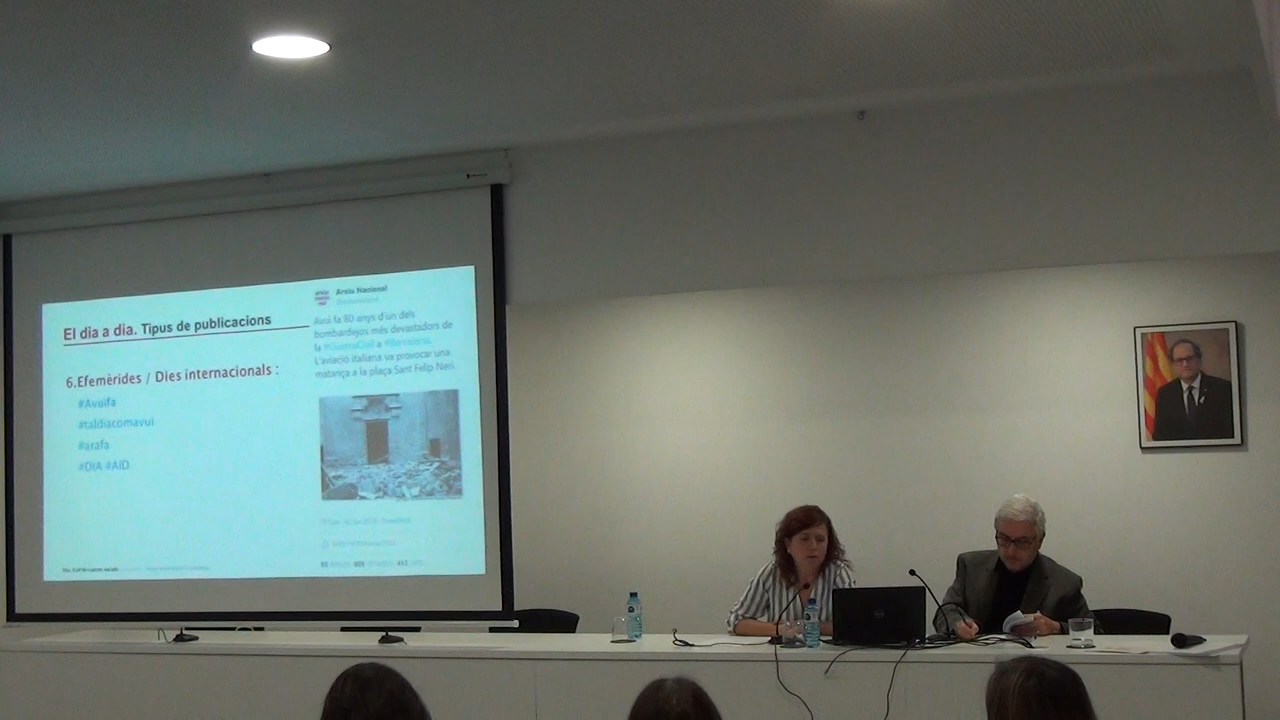 El dia a dia. Tipus de publicacions
6.Efemèrides / Dies internacionals :
#Avuifa
#taldiacomavui
#arafa
#DIA #AID
Arxiu Nacional
Avui fa 80 anys d'un dels
bombardejos més devastadors de
la #GuerraCivil a #Barcelona.
L'aviació italiana va provocar una
matança a la plaça Sant Felip Neri.